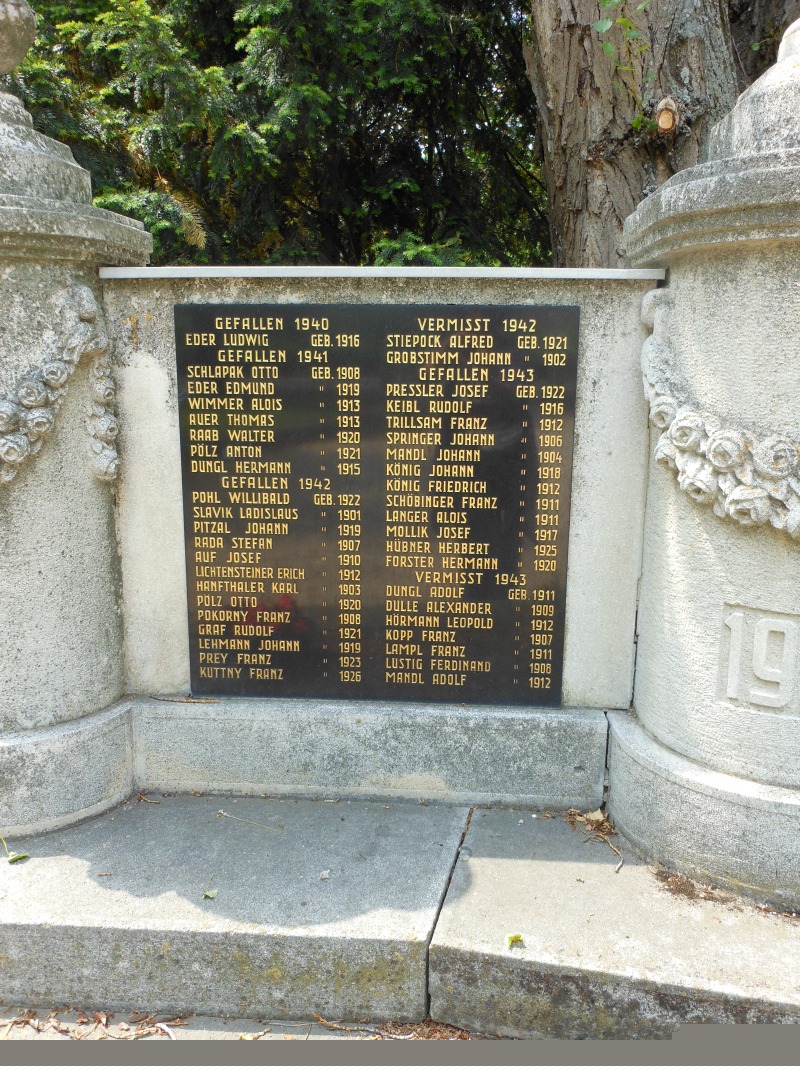 GEFALLEN 1940
EDER LUDWIG GEB. 1916
GEFALLEN 1941
SCHLAPAK OTTO GEB. 1908
EDER EDMUND " 1919
WIMMER ALOIS " 1913
AUER THOMAS " 1913
RAAB WALTER " 1920
PÖLZ ANTON " 1921
DUNGL HERMANN " 1915
GEFALLEN 1942
POHL WILLIBALD GEB. 1922
SLAVIK LADISLAUS " 1901
PITZAL JOHANN " 1919
RADA STEFAN " 1907
AUF JOSEF " 1910
LICHTENSTEINER ERICH " 1912
HANFTHALER KARL " 1903
PÖLZ OTTO " 1920
POKORNY FRANZ " 1908
GRAF RUDOLF " 1921
LEHMANN JOHANN " 1919
PREY FRANZ " 1923
KUTTNY FRANZ " 1926
VERMISST 1942
STIEPOCK ALFRED GEB. 1921
GROBSTIMM JOHANN " 1902
GEFALLEN 1943
PRESSLER JOSEF GEB. 1922
KEIBL RUDOLF " 1916
TRILLSAM FRANZ " 1912
SPRINGER JOHANN " 1906
MANDL JOHANN " 1904
KÖNIG JOHANN " 1918
KÖNIG FRIEDRICH " 1912
SCHÖBINGER FRANZ " 1911
LANGER ALOIS " 1911
MOLLIK JOSEF " 1917
HÜBNER HERBERT " 1925
FORSTER HERMANN " 1920
VERMISST 1943
DUNGL ADOLF GEB. 1911
DULLE ALEXANDER " 1909
HÖRMANN LEOPOLD " 1912
KOPP FRANZ " 1907
LAMPL FRANZ " 1911
LUSTIG FERDINAND " 1908
MANDL ADOLF " 1912
19